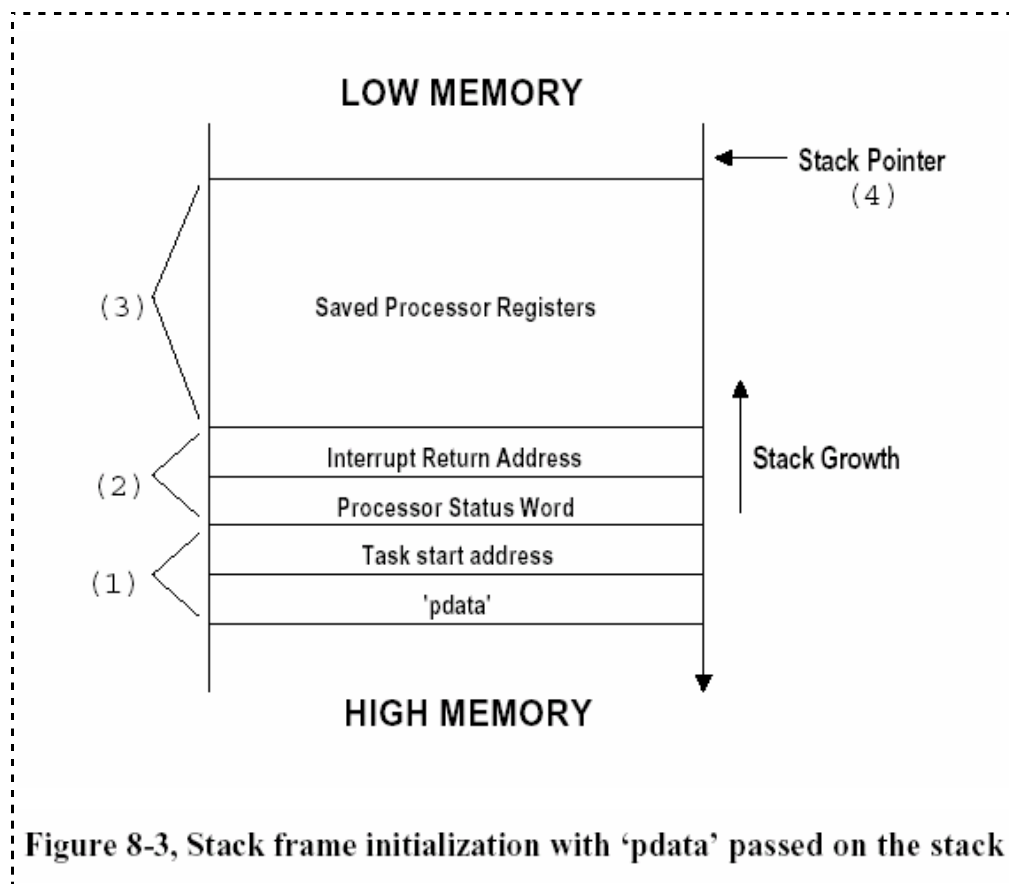 LOW MEMORY
Stack Pointer
(4)
(3)
Saved Processor Registers
Interrupt Return Address
Stack Growth
(2)
Processor Status Word
Task start address
(1)
'pdata'
HIGH MEMORY
Figure 8-3, Stack frame initialization with ‘pdata’ passed on the stack